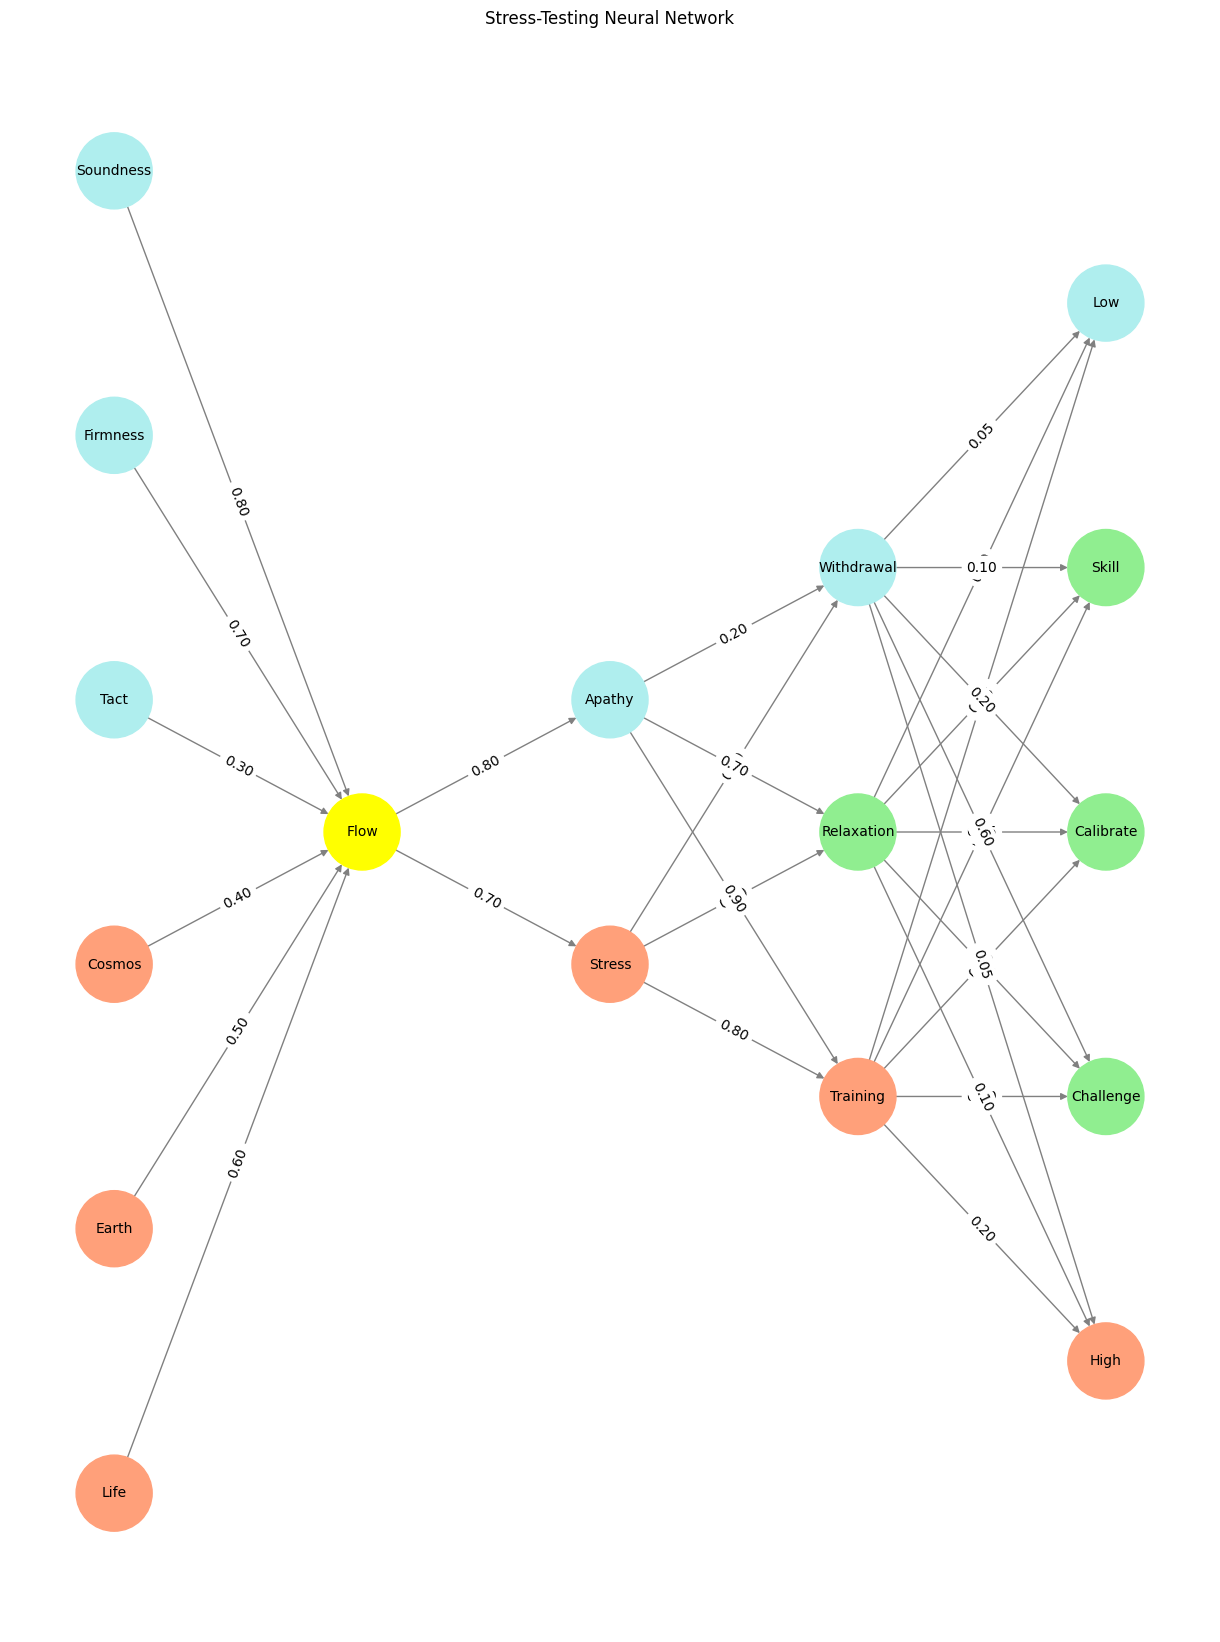 Stress-Testing Neural Network
Soundness
Firmness
Tact
Cosmos
Earth
Life
Flow
Apathy
Stress
Withdrawal
Relaxation
Training
Low
Skill
Calibrate
Challenge
High
0.80
0.70
0.30
0.40
0.50
0.60
0.80
0.70
0.20
0.70
0.90
0.80
0.05
0.10
0.20
0.60
0.05
0.10
0.20